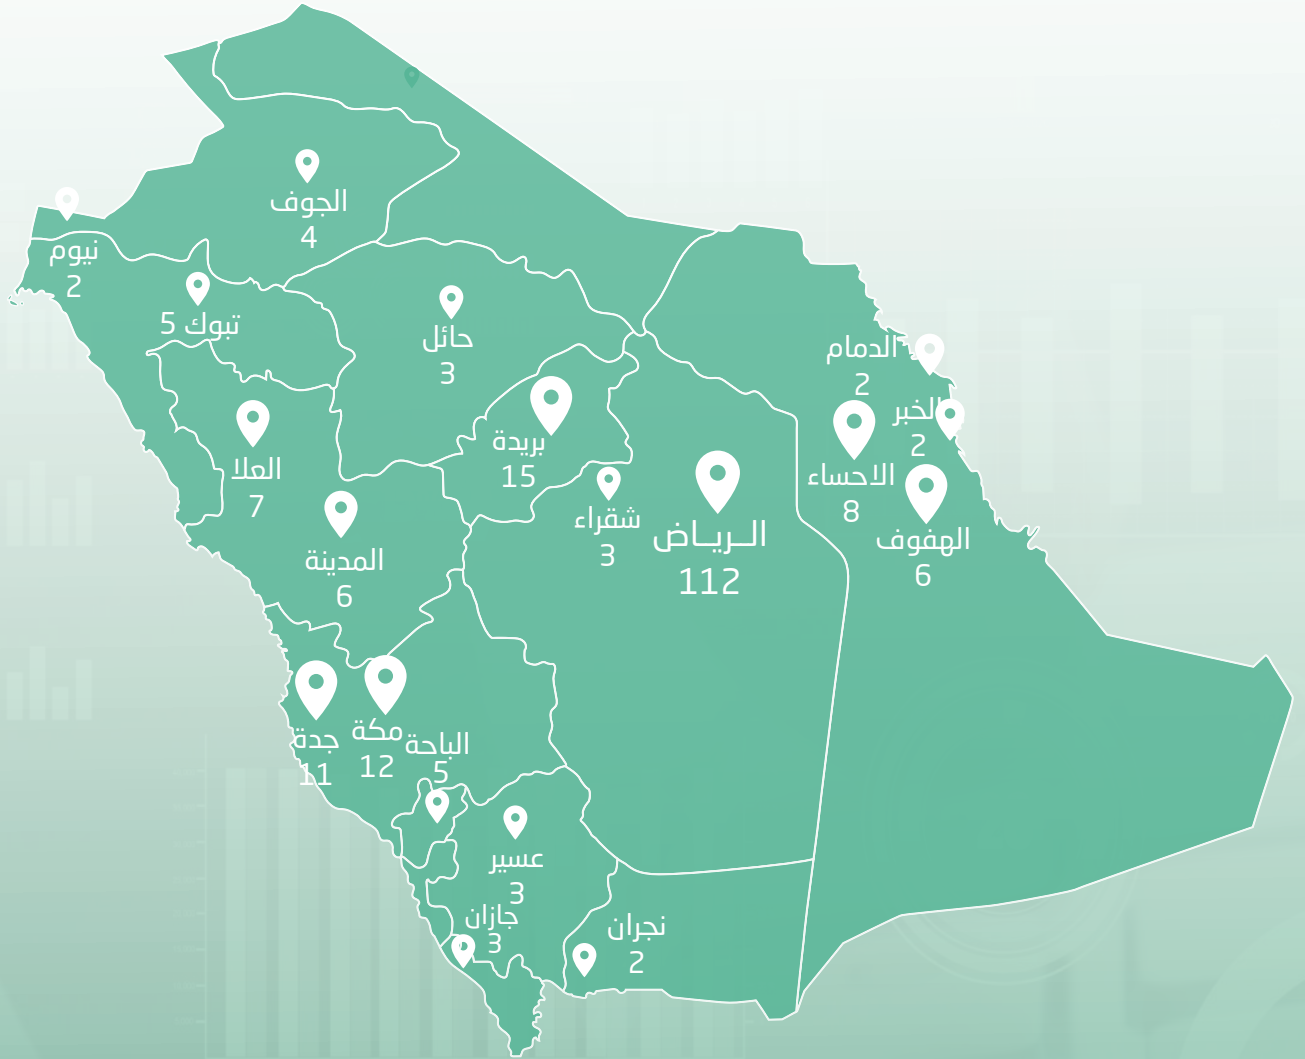 الجوف
4
نيوم
2
تبوك 5
حائل
3
الدمام
2
الخبر
2
العلا
7
بريدة
15
الاحساء
8
شقراء
3
الـريـاض
112
الهفوف
6
المدينة
6
جدة
11
مكة
12
الباحة
5
عسير
3
جازان
3
نجران
2